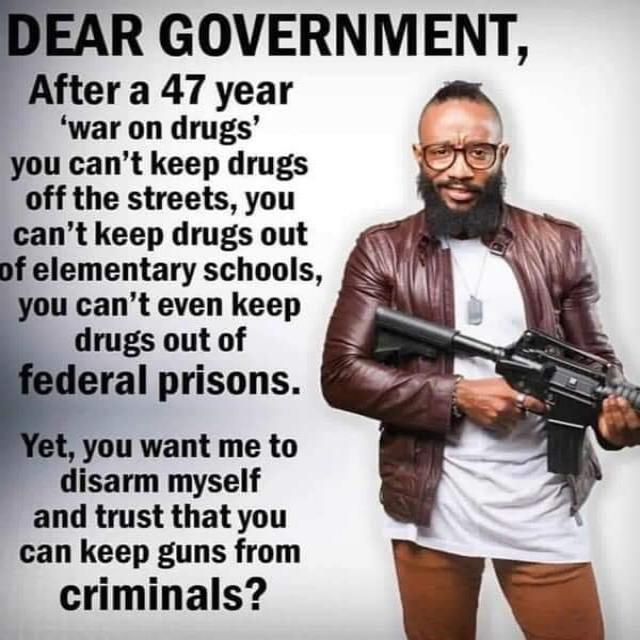 DEAR GOVERNMENT,
After a 47 year
‘war on drugs’
you can’t keep drugs
off the streets, you
can’t keep drugs out
of elementary schools,
you can’t even keep
drugs out of
federal prisons.
Yet, you want me to
disarm myself
and trust that you
can keep guns from
criminals?